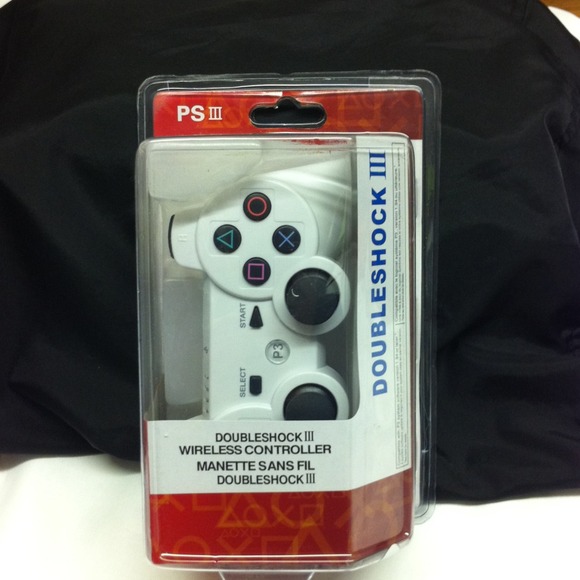 PS III
DOUBLESHOCK III
START
P3
SELECT
DOUBLESHOCK III
WIRELESS CONTROLLER
MANETTE SANS FIL
DOUBLESHOCK III